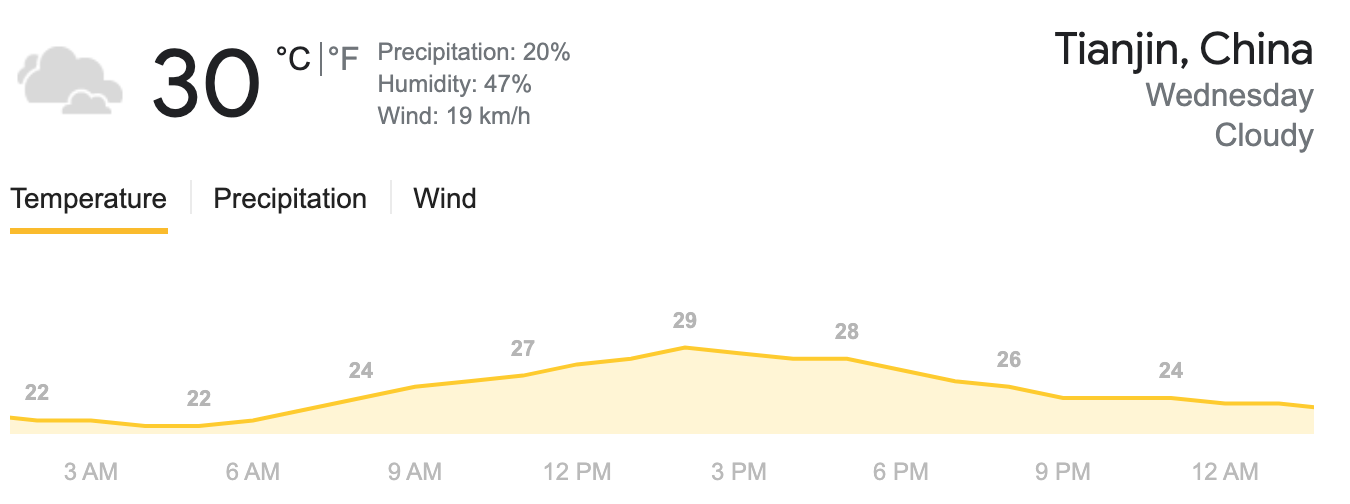 30 °C | °F
Precipitation: 20%
Humidity: 47%
Wind: 19 km/h
Tianjin, China
Wednesday
Cloudy
Temperature | Precipitation | Wind
22 22 24 27 29 28 26 24
3 AM 6 AM 9 AM 12 PM 3 PM 6 PM 9 PM 12 AM